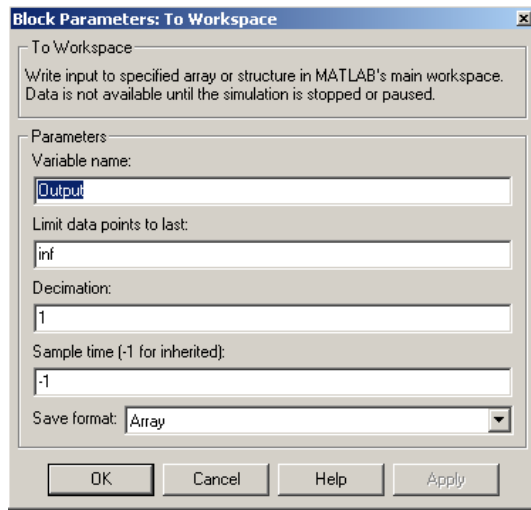 Block Parameters: To Workspace
To Workspace
Write input to specified array or structure in MATLAB's main workspace.
Data is not available until the simulation is stopped or paused.
Parameters
Variable name:
Output
Limit data points to last:
inf
Decimation:
1
Sample time (-1 for inherited):
-1
Save format: Array
OK Cancel Help Apply